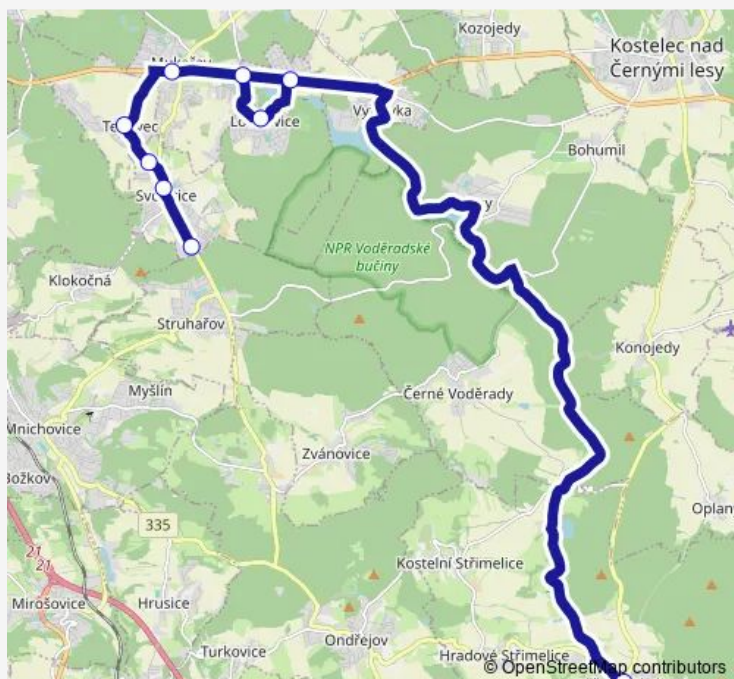 Kozojedy
Kostelec nad
Černými lesy
Bohumil
NPR Voděradské
bučiny
Klokočná
Struhařov
Konojedy
Myšlín
Černé Voděrady
Mnichovice
Zvánovice
Božkov
335
Oplany
21
21
Kostelní Střimelice
Mirošovice
Hrusice
Ondřejov
Turkovice
Hradové Střimelice
© OpenStreetMap contributors